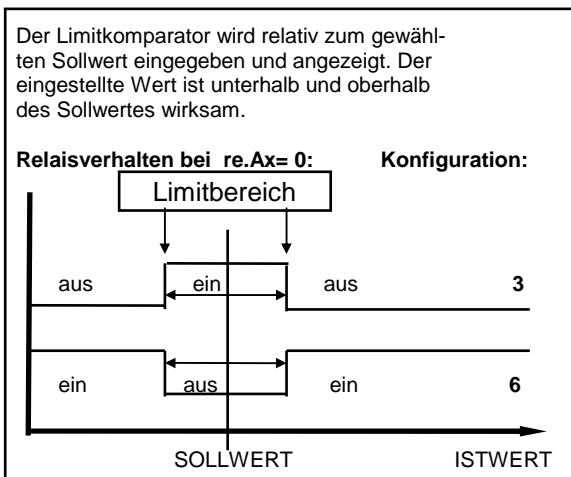 Der Limitkomparator wird relativ zum gewähl-
ten Sollwert eingegeben und angezeigt. Der
eingestellte Wert ist unterhalb und oberhalb
des Sollwertes wirksam.
Relaisverhalten bei re.Ax= 0: Konfiguration:
Limitbereich
aus ein aus 3
ein aus ein 6
SOLLWERT ISTWERT